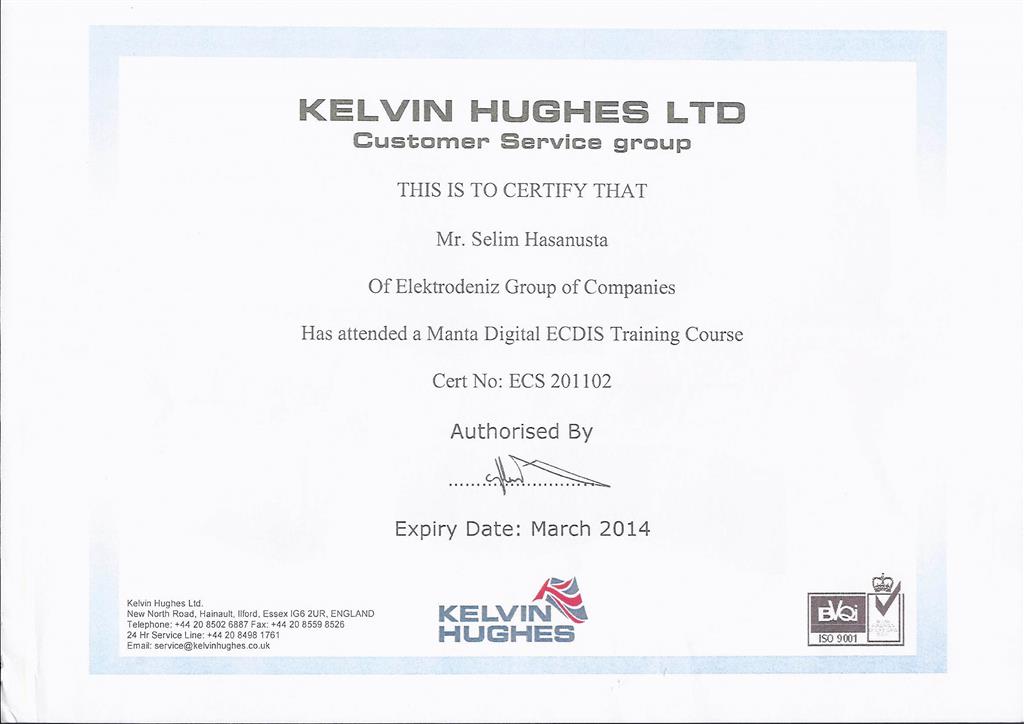 KELVIN HUGHES LTD
Customer Service group
THIS IS TO CERTIFY THAT
Mr. Selim Hasanusta
Of Elektrodeniz Group of Companies
Has attended a Manta Digital ECDIS Training Course
Cert No: ECS 201102
Authorised By
Expiry Date: March 2014
Kelvin Hughes Ltd.
New North Road, Hainault, Ilford, Essex IG6 2UR, ENGLAND
Telephone: +44 20 8502 6887 Fax: +44 20 8559 8526
24 Hr Service Line: +44 20 8498 1761
Email: service@kelvinhughes.co.uk
KELVIN
HUGHES
BVQi
ISO 9001